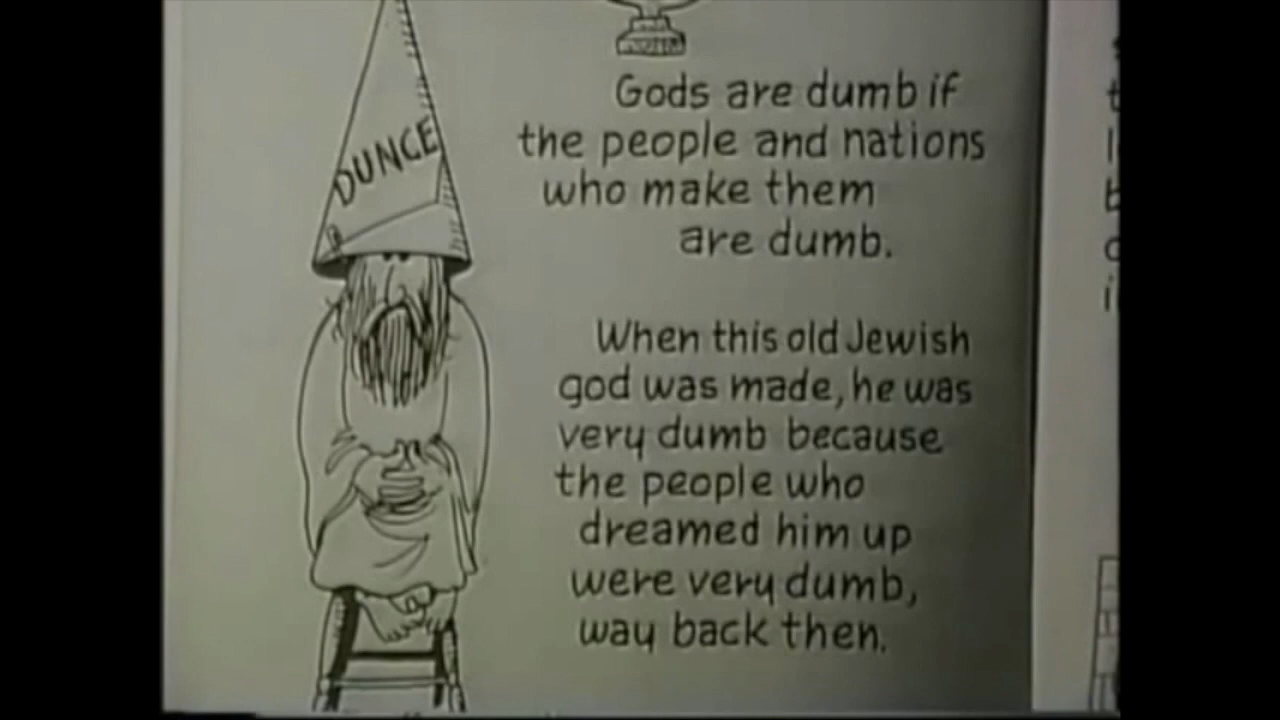 DUNCE
Gods are dumb if
the people and nations
who make them
are dumb.
When this old Jewish
god was made, he was
very dumb because
the people who
dreamed him up
were very dumb,
way back then.